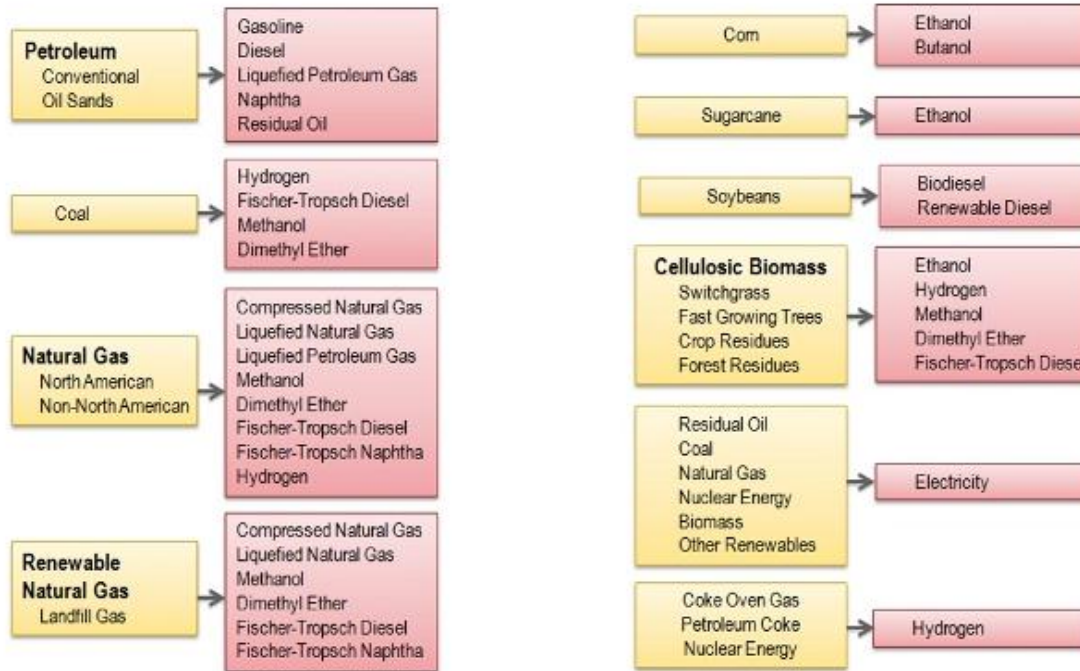 Petroleum
Conventional
Oil Sands
Gasoline
Diesel
Liquefied Petroleum Gas
Naphtha
Residual Oil
Coal
Hydrogen
Fischer-Tropsch Diesel
Methanol
Dimethyl Ether
Natural Gas
North American
Non-North American
Compressed Natural Gas
Liquefied Natural Gas
Liquefied Petroleum Gas
Methanol
Dimethyl Ether
Fischer-Tropsch Diesel
Fischer-Tropsch Naphtha
Hydrogen
Renewable
Natural Gas
Landfill Gas
Compressed Natural Gas
Liquefied Natural Gas
Methanol
Dimethyl Ether
Fischer-Tropsch Diesel
Fischer-Tropsch Naphtha
Corn
Ethanol
Butanol
Sugarcane
Ethanol
Soybeans
Biodiesel
Renewable Diesel
Cellulosic Biomass
Switchgrass
Fast Growing Trees
Crop Residues
Forest Residues
Ethanol
Hydrogen
Methanol
Dimethyl Ether
Fischer-Tropsch Diesel
Residual Oil
Coal
Natural Gas
Nuclear Energy
Biomass
Other Renewables
Electricity
Coke Oven Gas
Petroleum Coke
Nuclear Energy
Hydrogen